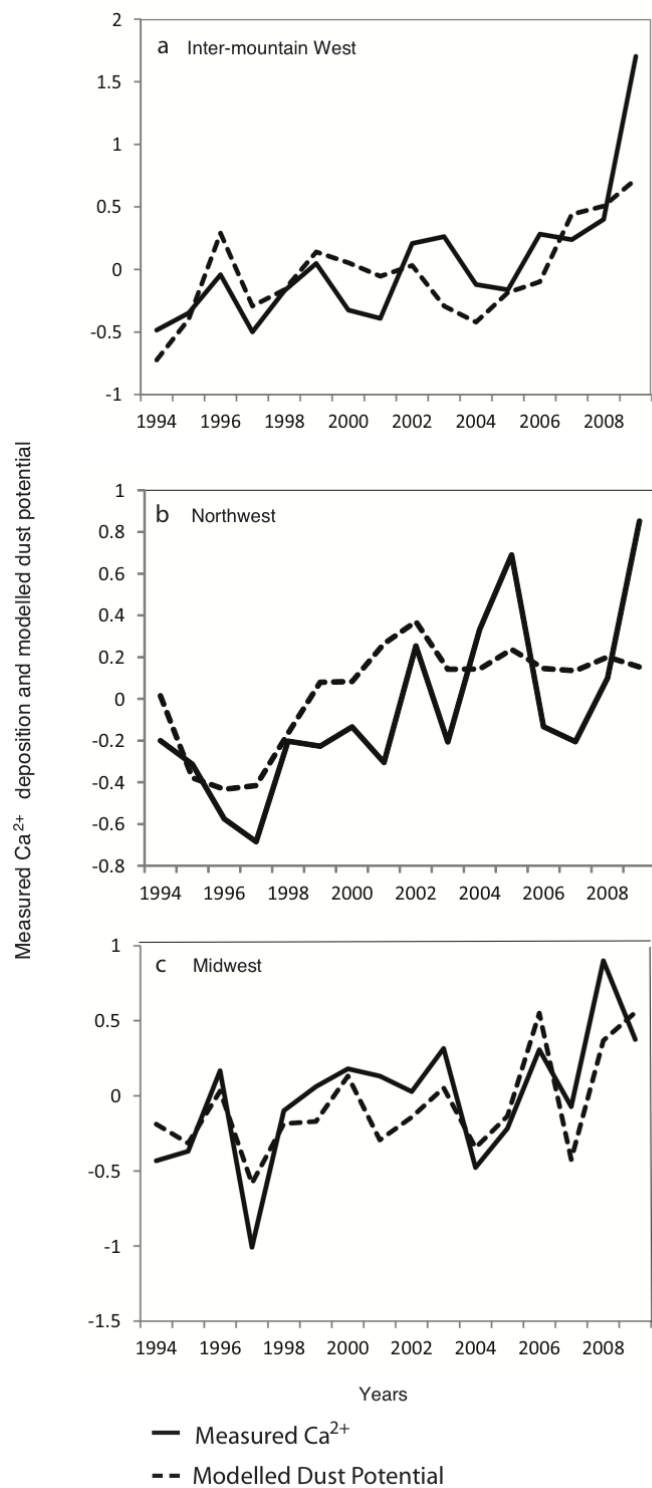 Measured Ca²⁺ deposition and modelled dust potential
a Inter-mountain West
2
1.5
1
0.5
0
-0.5
-1
1994 1996 1998 2000 2002 2004 2006 2008
b Northwest
1
0.8
0.6
0.4
0.2
0
-0.2
-0.4
-0.6
-0.8
1994 1996 1998 2000 2002 2004 2006 2008
c Midwest
1
0.5
0
-0.5
-1
-1.5
1994 1996 1998 2000 2002 2004 2006 2008
Years
Measured Ca²⁺
Modelled Dust Potential